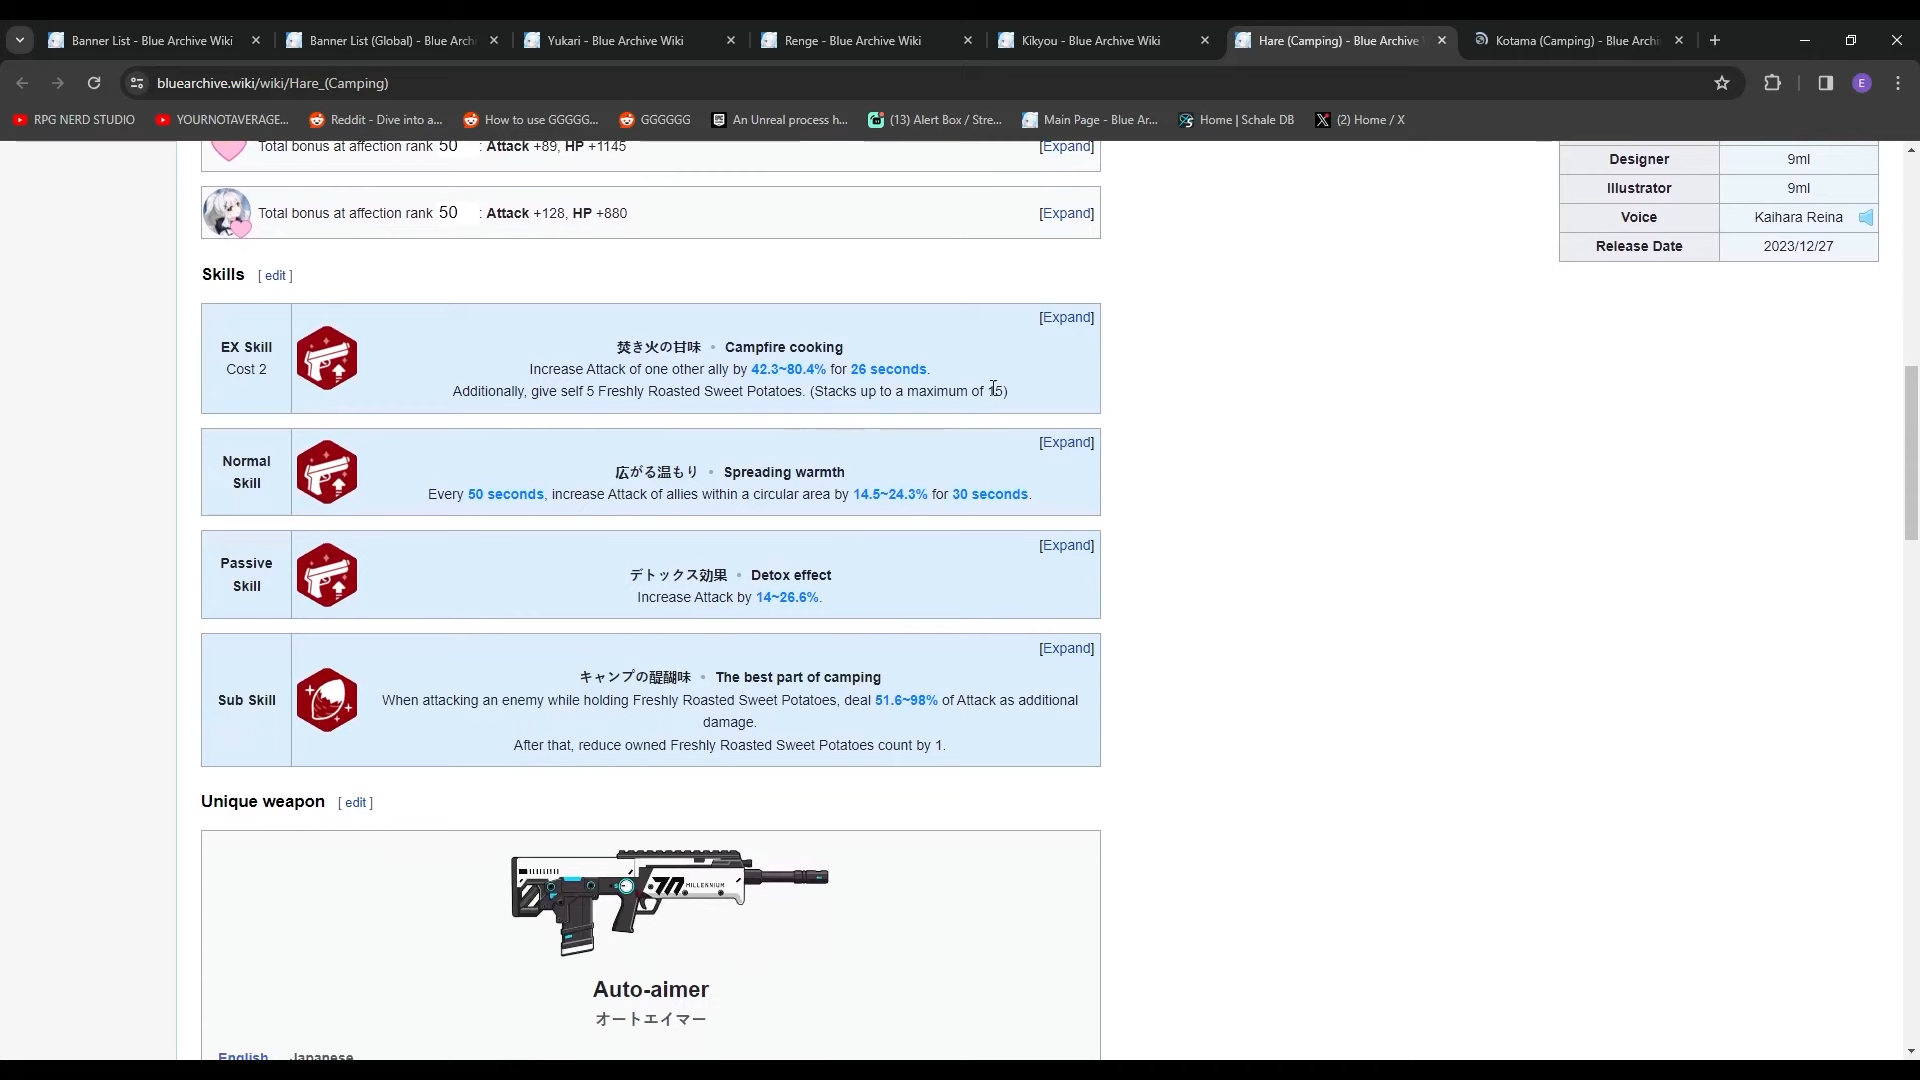 Banner List - Blue Archive Wiki
Banner List (Global) - Blue Arch
Yukari - Blue Archive Wiki
Renge - Blue Archive Wiki
Kikyou - Blue Archive Wiki
Hare (Camping) - Blue Archive
Kotama (Camping) - Blue Archi
bluearchive.wiki/wiki/Hare_(Camping)
E
RPG NERD STUDIO
YOURNOTAVERAGE...
Reddit - Dive into a...
How to use GGGGG...
GGGGGG
An Unreal process h...
(13) Alert Box / Stre...
Main Page - Blue Ar...
Home | Schale DB
(2) Home / X
Total bonus at affection rank 50 : Attack +89, HP +1145
[Expand]
Total bonus at affection rank 50 : Attack +128, HP +880
[Expand]
Designer 9ml
Illustrator 9ml
Voice Kaihara Reina
Release Date 2023/12/27
Skills [ edit ]
[Expand]
EX Skill
Cost 2
焚き火の甘味 • Campfire cooking
Increase Attack of one other ally by 42.3~80.4% for 26 seconds.
Additionally, give self 5 Freshly Roasted Sweet Potatoes. (Stacks up to a maximum of 15)
[Expand]
Normal
Skill
広がる温もり • Spreading warmth
Every 50 seconds, increase Attack of allies within a circular area by 14.5~24.3% for 30 seconds.
[Expand]
Passive
Skill
デトックス効果 • Detox effect
Increase Attack by 14~26.6%.
[Expand]
Sub Skill
キャンプの醍醐味 • The best part of camping
When attacking an enemy while holding Freshly Roasted Sweet Potatoes, deal 51.6~98% of Attack as additional
damage.
After that, reduce owned Freshly Roasted Sweet Potatoes count by 1.
Unique weapon [ edit ]
MILLENNIUM
Auto-aimer
オートエイマー
English Japanese